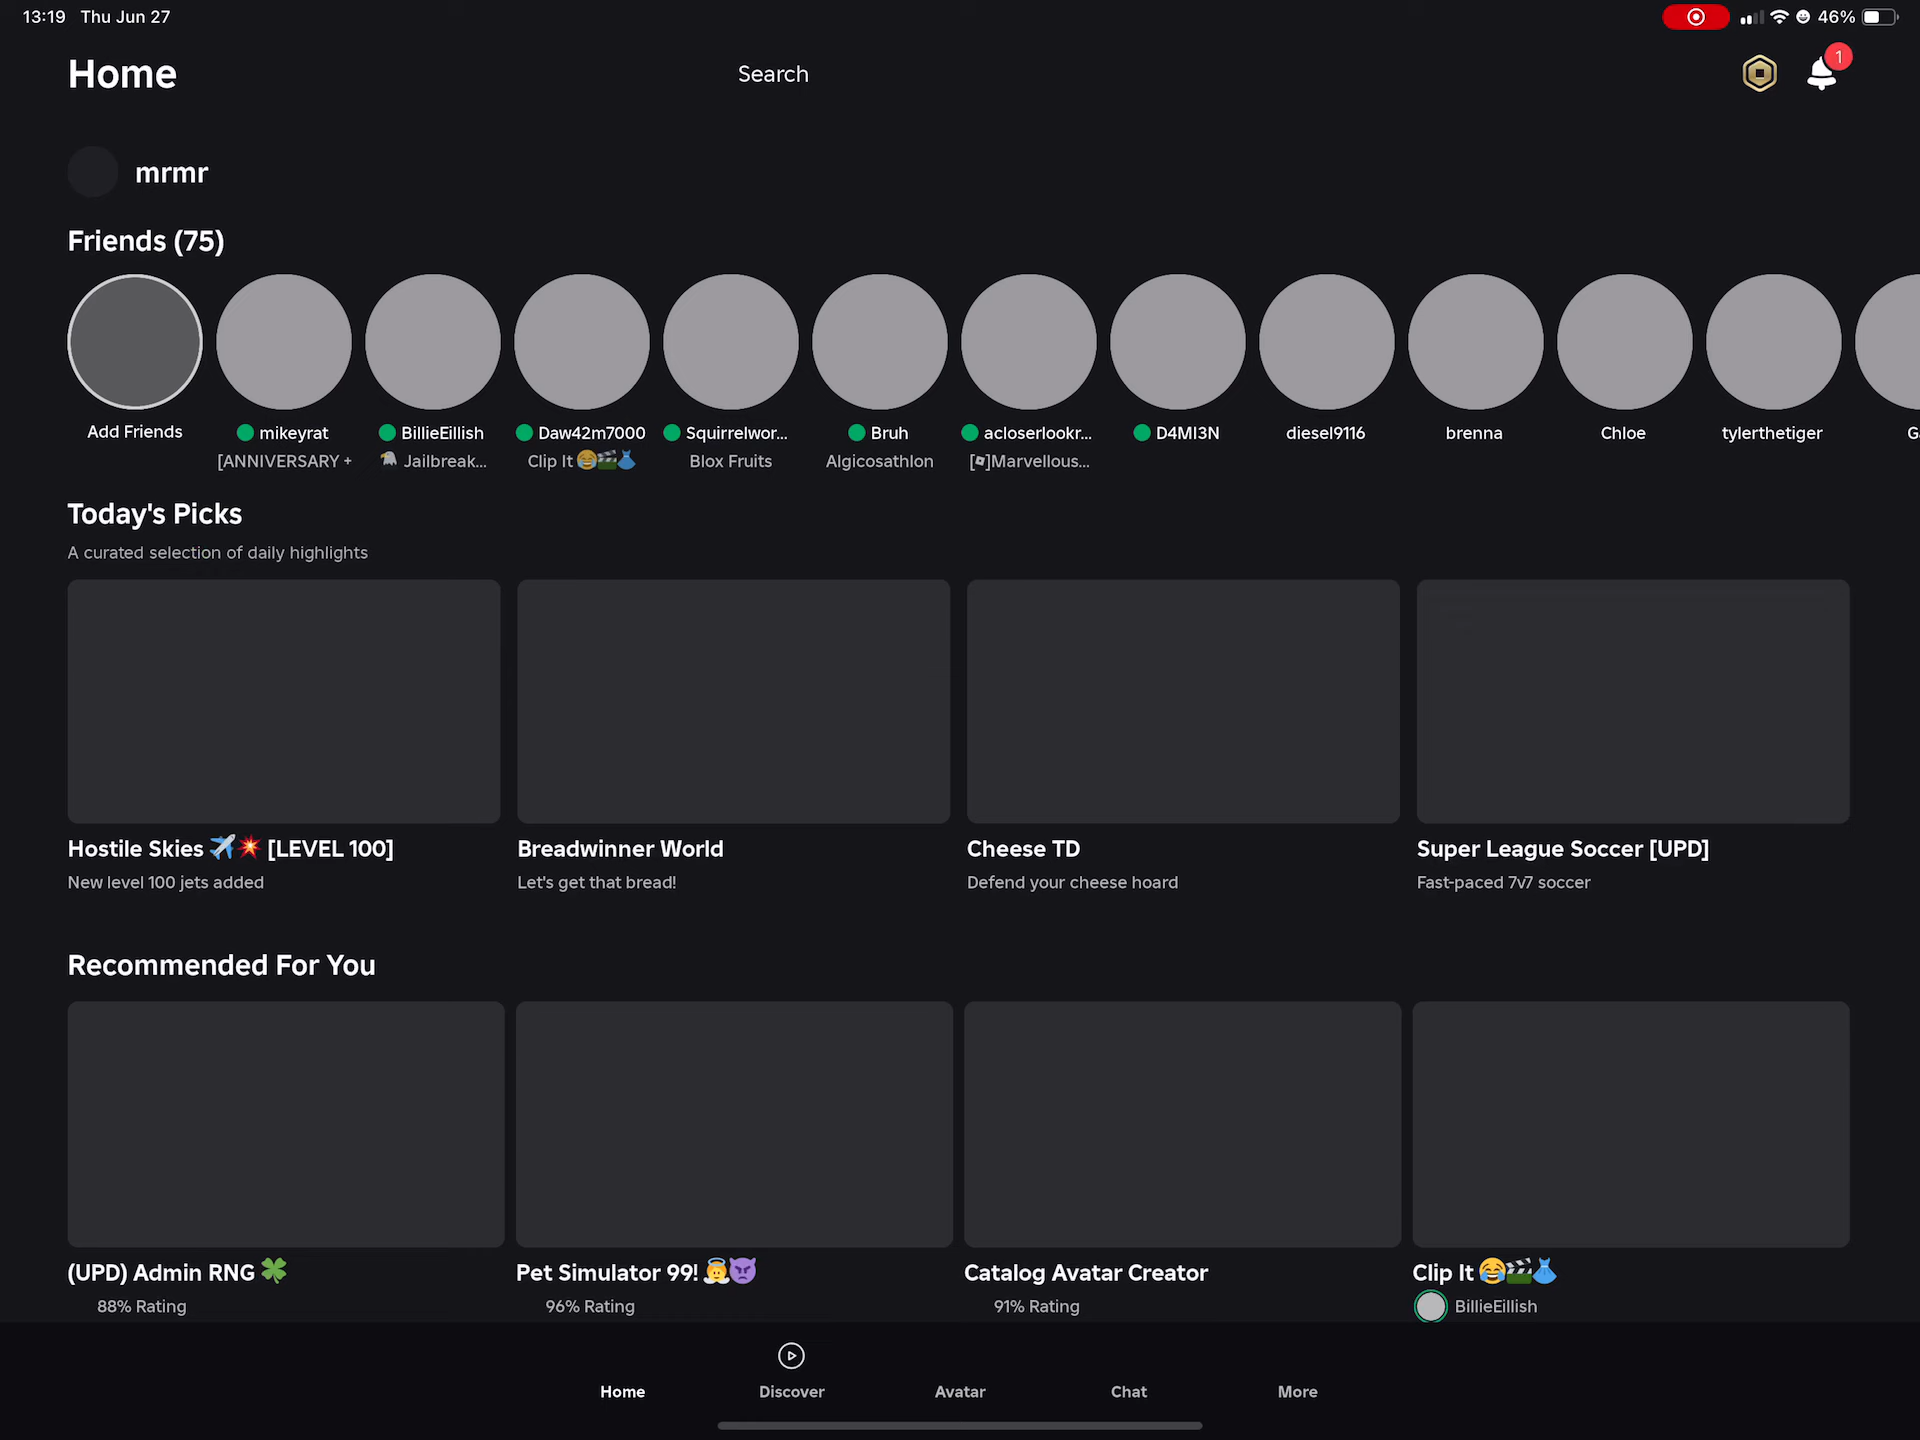 13:19 Thu Jun 27
46%
Home
Search
1
mrmr
Friends (75)
Add Friends
mikeyrat
BillieEillish
Daw42m7000
Squirrelwor...
Bruh
acloserlookr...
D4MI3N
diesel9116
brenna
Chloe
tylerthetiger
[ANNIVERSARY +
🦅 Jailbreak...
Clip It 😂🎬👗
Blox Fruits
Algicosathlon
[]Marvellous...
Today's Picks
A curated selection of daily highlights
Hostile Skies ✈️💥 [LEVEL 100]
New level 100 jets added
Breadwinner World
Let's get that bread!
Cheese TD
Defend your cheese hoard
Super League Soccer [UPD]
Fast-paced 7v7 soccer
Recommended For You
(UPD) Admin RNG 🍀
88% Rating
Pet Simulator 99! 😇😈
96% Rating
Catalog Avatar Creator
91% Rating
Clip It 😂🎬👗
BillieEillish
Home
Discover
Avatar
Chat
More